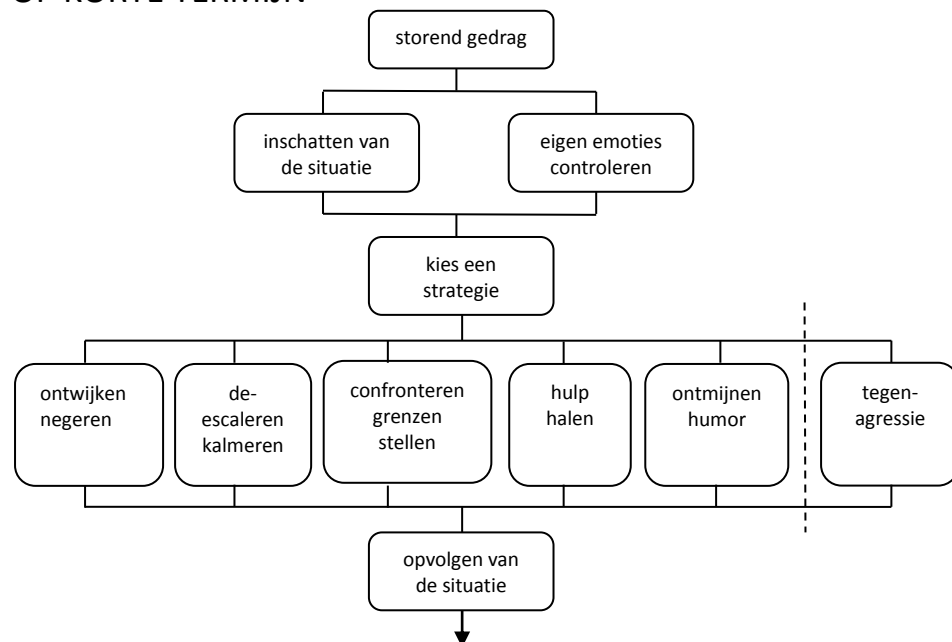 OP KORTE TERMIJN
storend gedrag
inschatten van
de situatie
eigen emoties
controleren
kies een
strategie
ontwijken
negeren
de-
escaleren
kalmeren
confronteren
grenzen
stellen
hulp
halen
ontmijnen
humor
tegen-
agressie
opvolgen van
de situatie